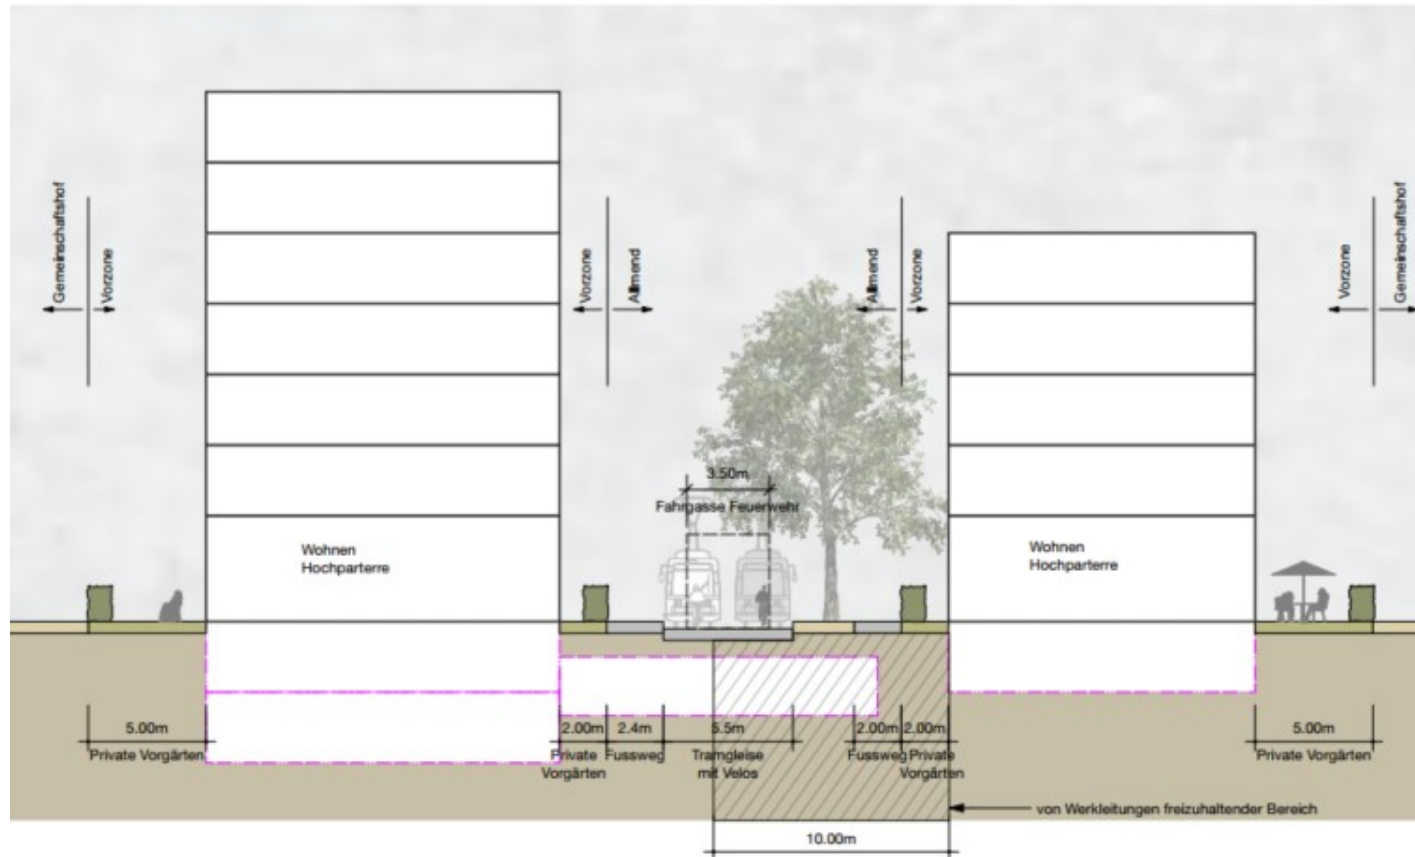 Gemeinschaftshof
Vorzone
Vorzone
Allmend
Allmend
Vorzone
Vorzone
Gemeinschaftshof
3.50m
Fahrgasse Feuerwehr
Wohnen
Hochparterre
Wohnen
Hochparterre
5.00m
Private Vorgärten
2.00m
Private
Vorgärten
2.4m
Fussweg
5.5m
Tramgleise
mit Velos
2.00m
Fussweg
2.00m
Private
Vorgärten
5.00m
Private Vorgärten
von Werkleitungen freizuhaltender Bereich
10.00m